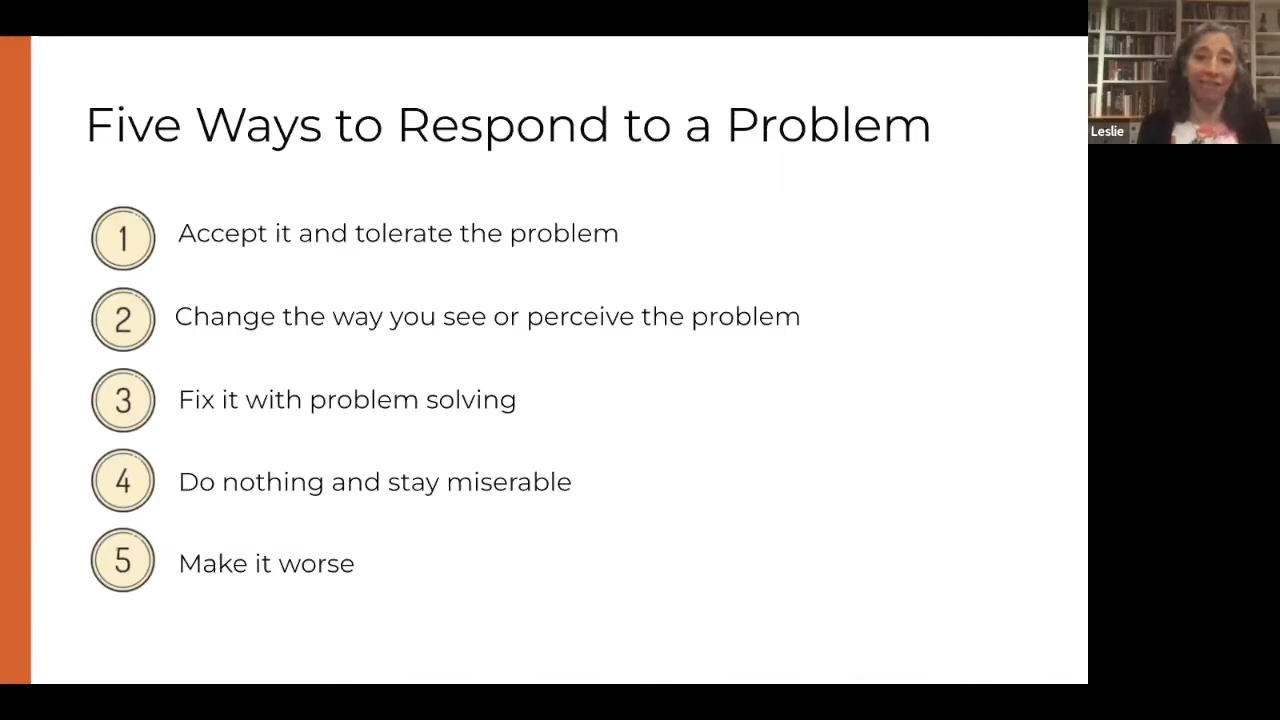 Five Ways to Respond to a Problem
1 Accept it and tolerate the problem
2 Change the way you see or perceive the problem
3 Fix it with problem solving
4 Do nothing and stay miserable
5 Make it worse
Leslie